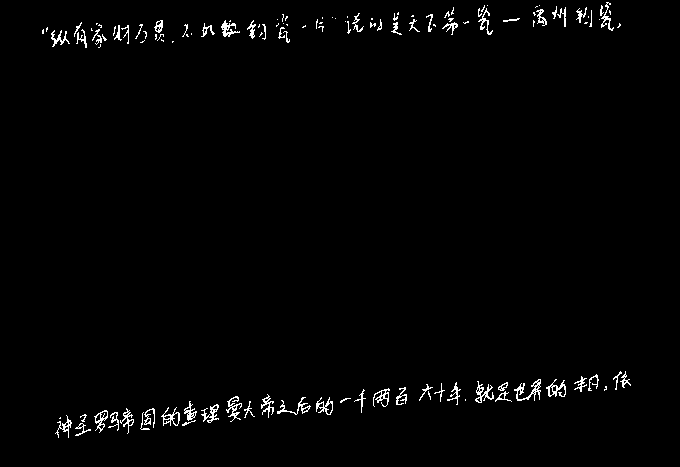 “纵有家财万贯,不如钧瓷一片”说的是天下第一瓷——禹州钧瓷,
神圣罗马帝国的查理曼大帝之后的一千两百六十年,就是世界的末日,依